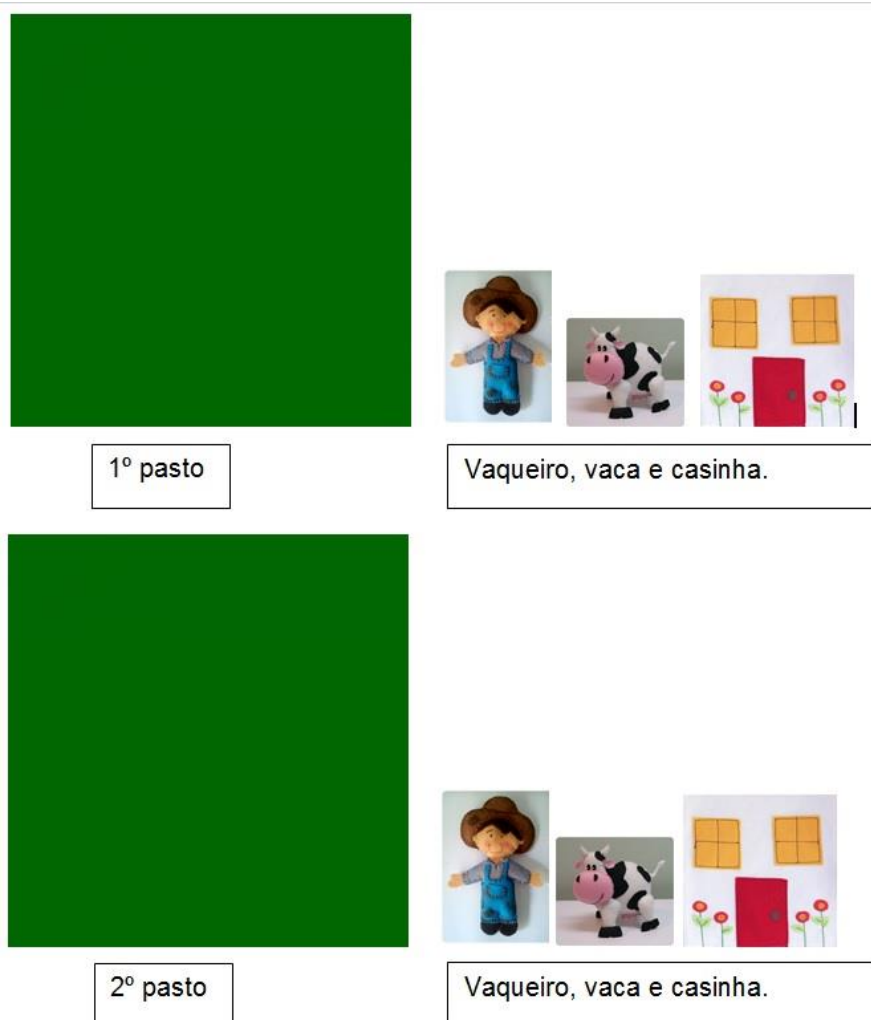 1º pasto
Vaqueiro, vaca e casinha.
2º pasto
Vaqueiro, vaca e casinha.